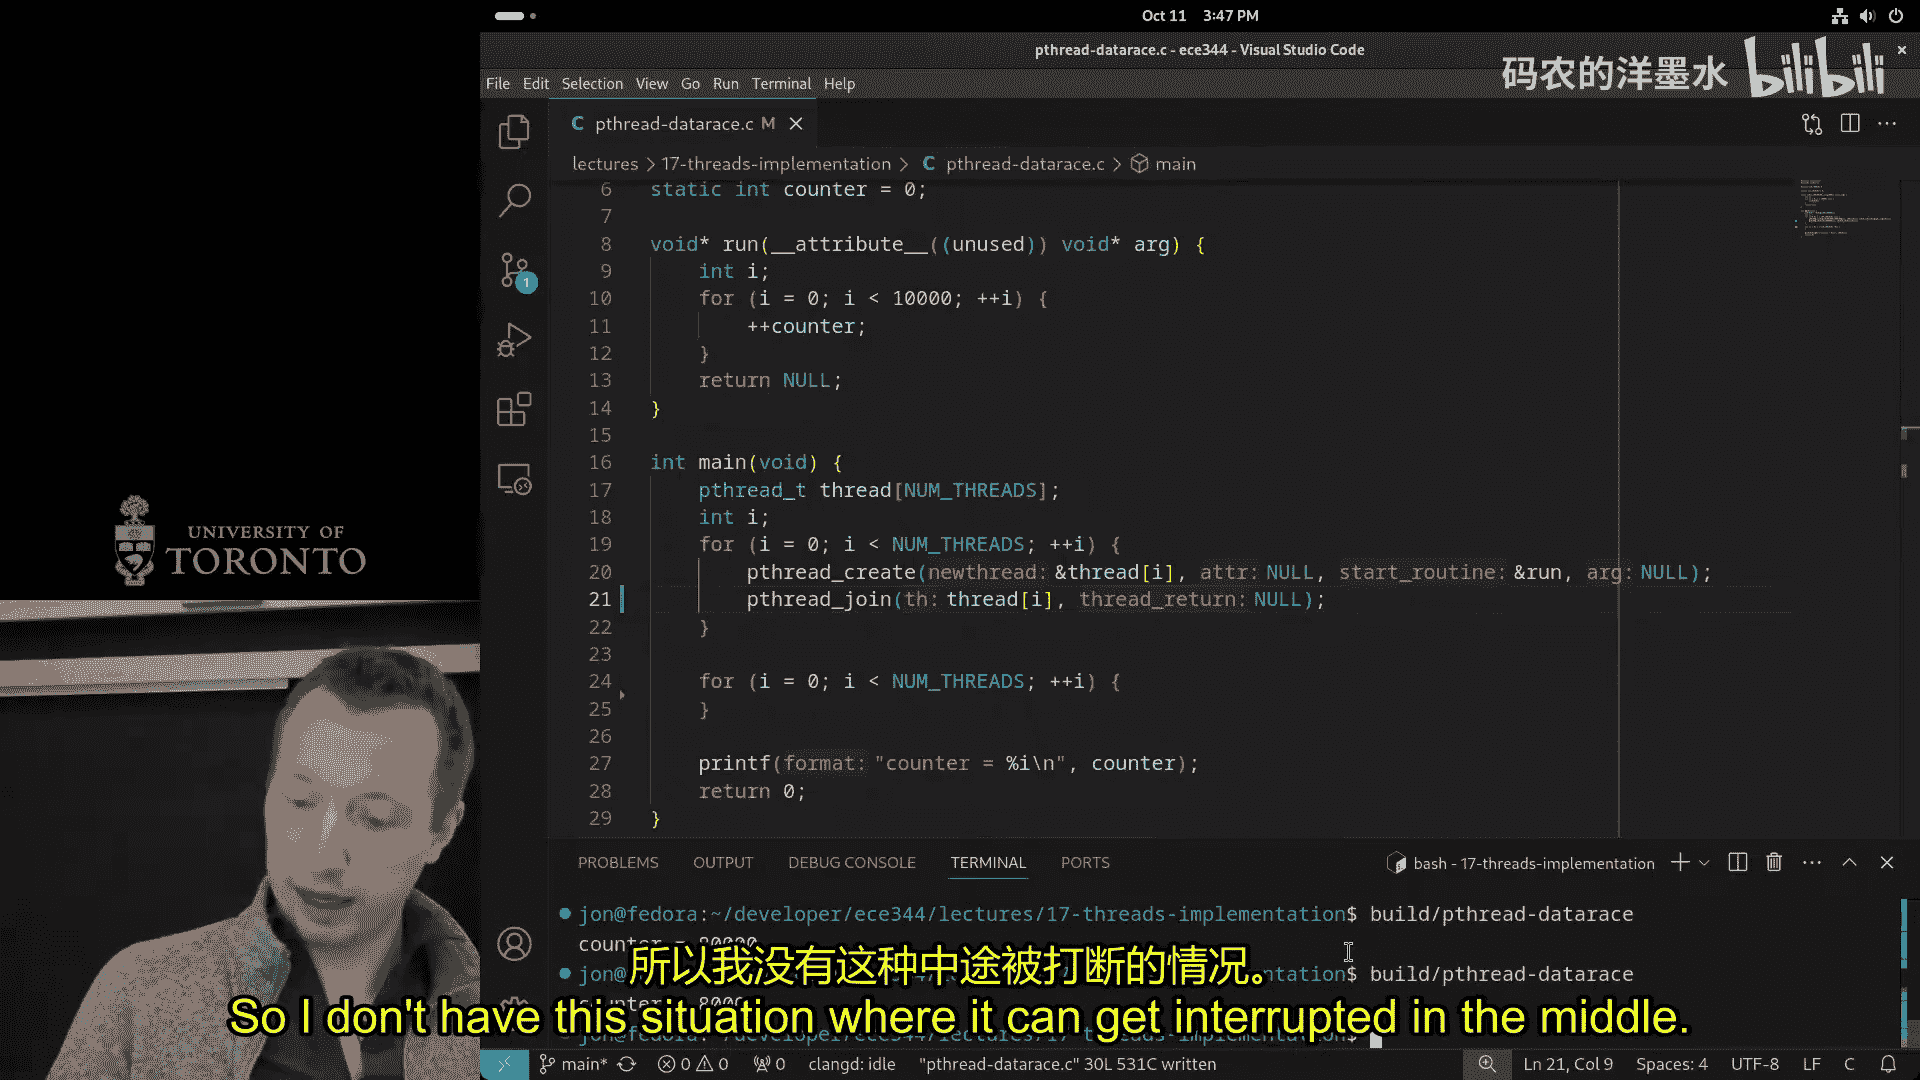 Oct 11 3:47 PM
pthread-datarace.c - ece344 - Visual Studio Code
码农的洋墨水 bilibili
File Edit Selection View Go Run Terminal Help
C pthread-datarace.c M
lectures > 17-threads-implementation > C pthread-datarace.c > main
6 static int counter = 0;
7
8 void* run(__attribute__((unused)) void* arg) {
9 int i;
10 for (i = 0; i < 10000; ++i) {
11 ++counter;
12 }
13 return NULL;
14 }
15
16 int main(void) {
17 pthread_t thread[NUM_THREADS];
18 int i;
19 for (i = 0; i < NUM_THREADS; ++i) {
20 pthread_create(newthread: &thread[i], attr: NULL, start_routine: &run, arg: NULL);
21 pthread_join(th: thread[i], thread_return: NULL);
22 }
23
24 for (i = 0; i < NUM_THREADS; ++i) {
25 }
26
27 printf(format: "counter = %i\n", counter);
28 return 0;
29 }
1
UNIVERSITY OF
TORONTO
PROBLEMS OUTPUT DEBUG CONSOLE TERMINAL PORTS
bash - 17-threads-implementation
jon@fedora:~/developer/ece344/lectures/17-threads-implementation$ build/pthread-datarace
counter = 80000
$ build/pthread-datarace
所以我没有这种中途被打断的情况。
So I don't have this situation where it can get interrupted in the middle.
main* 0 0 0 clangd: idle "pthread-datarace.c" 30L 531C written
Ln 21, Col 9 Spaces: 4 UTF-8 LF C